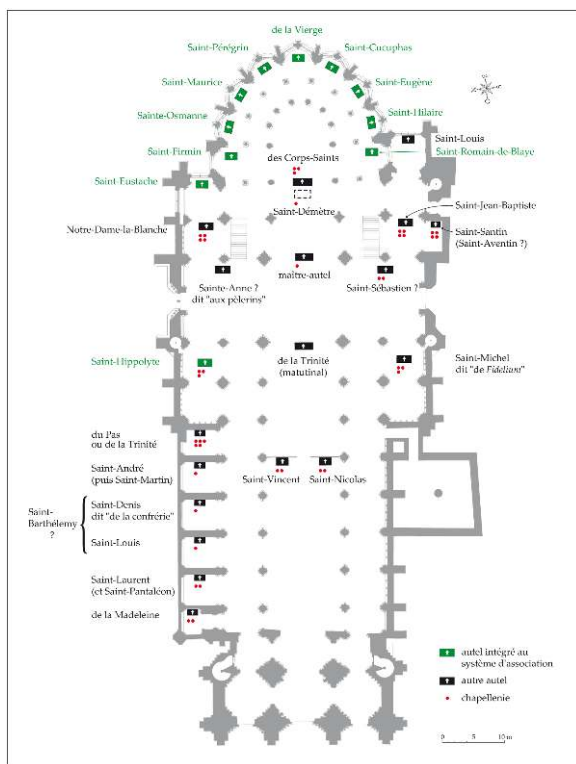 de la Vierge
Saint-Pérégrin
Saint-Cucuphas
Saint-Maurice
Saint-Eugène
Sainte-Osmanne
Saint-Hilaire
Saint-Firmin
Saint-Louis
des Corps-Saints
Saint-Romain-de-Blaye
Saint-Eustache
Saint-Démètre
Saint-Jean-Baptiste
Notre-Dame-la-Blanche
Saint-Santin
(Saint-Aventin ?)
maître-autel
Sainte-Anne ?
dit "aux pèlerins"
Saint-Sébastien ?
Saint-Hippolyte
de la Trinité
(matutinal)
Saint-Michel
dit "de Fidelium"
du Pas
ou de la Trinité
Saint-André
(puis Saint-Martin)
Saint-Vincent
Saint-Nicolas
Saint-
Barthélemy
?
Saint-Denis
dit "de la confrérie"
Saint-Louis
Saint-Laurent
(et Saint-Pantaléon)
de la Madeleine
autel intégré au
système d'association
autre autel
chapellenie
0 5 10 m